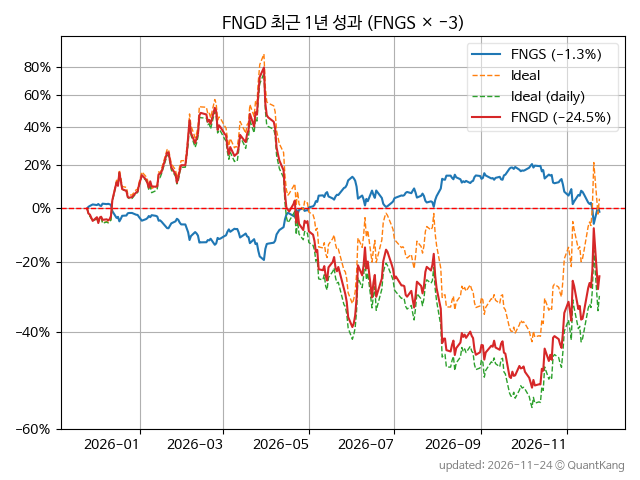 FNGD 최근 1년 성과 (FNGS × −3)
FNGS (−1.3%)
Ideal
Ideal (daily)
FNGD (−24.5%)
80%
60%
40%
20%
0%
−20%
−40%
−60%
2026−01
2026−03
2026−05
2026−07
2026−09
2026−11
updated: 2026−11−24 © QuantKang